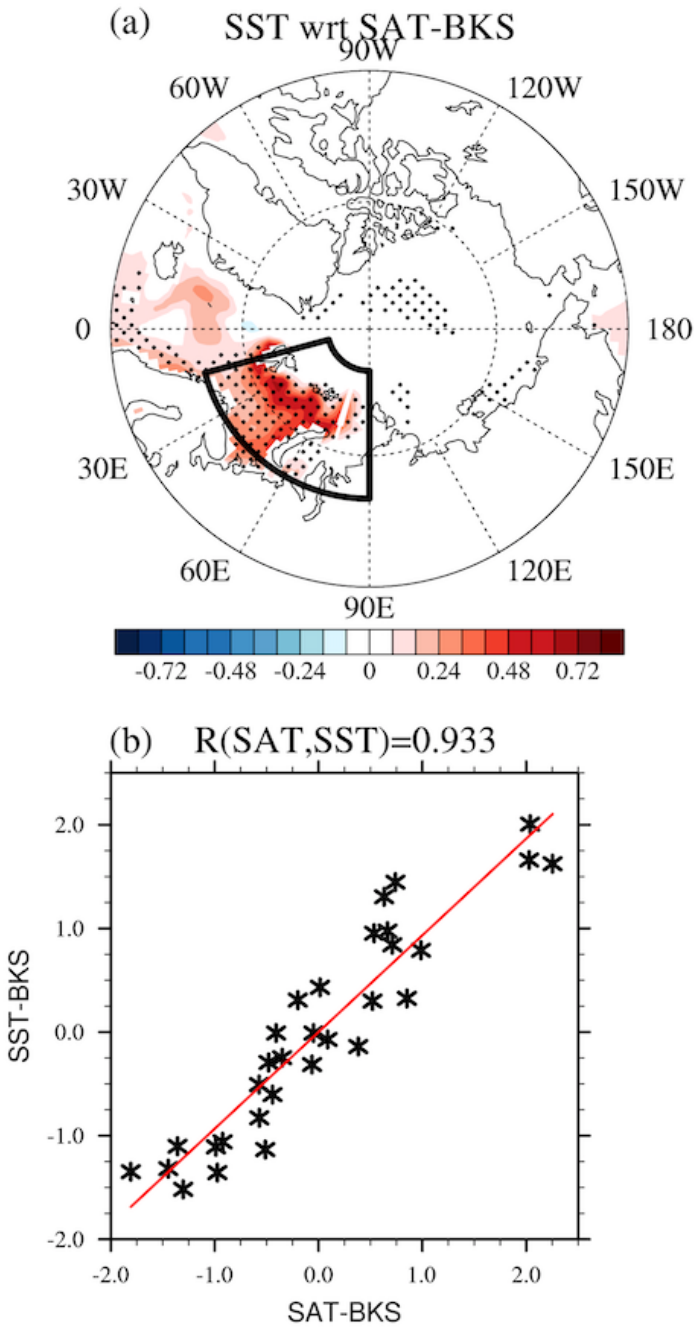 (a) SST wrt SAT-BKS
90W
60W 120W
30W 150W
0 180
30E 150E
60E 120E
90E
-0.72 -0.48 -0.24 0 0.24 0.48 0.72
(b) R(SAT,SST)=0.933
2.0
1.0
0.0
-1.0
-2.0
SST-BKS
-2.0 -1.0 0.0 1.0 2.0
SAT-BKS